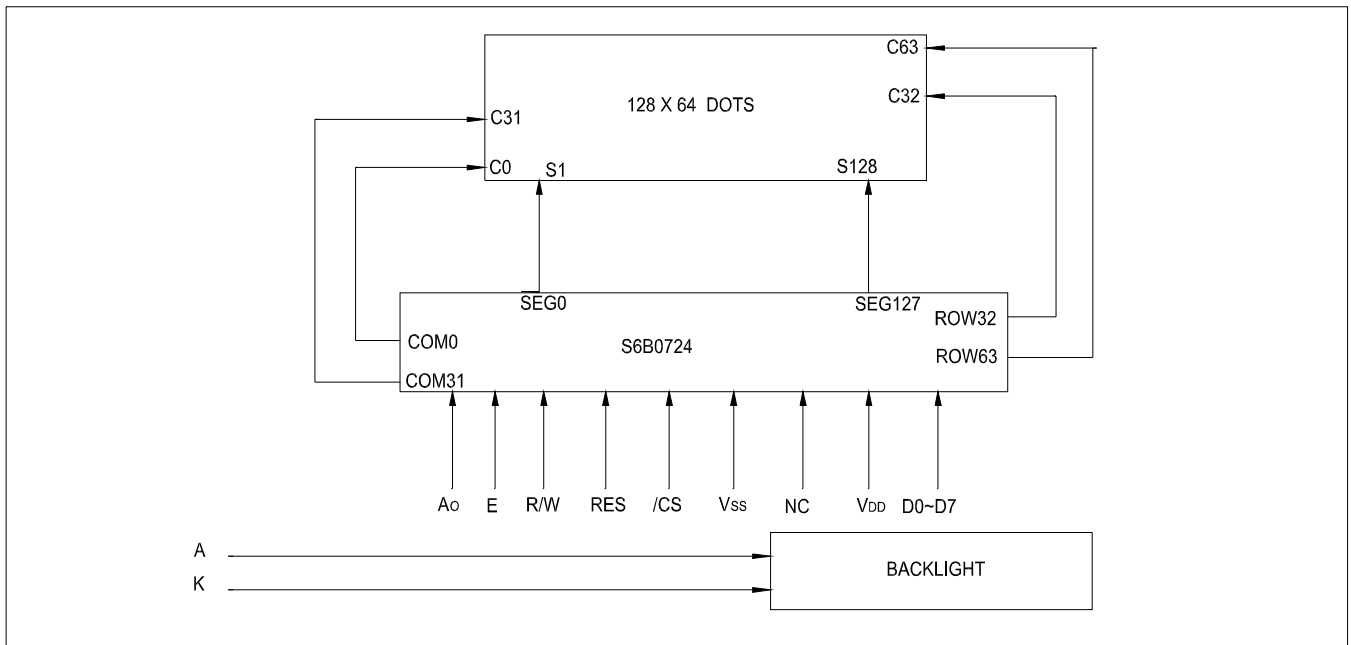 C63
128 X 64 DOTS
C32
C31
C0
S1
S128
SEG0
SEG127
ROW32
COM0
S6B0724
ROW63
COM31
A0 E R/W RES /CS VSS NC VDD D0~D7
A
BACKLIGHT
K